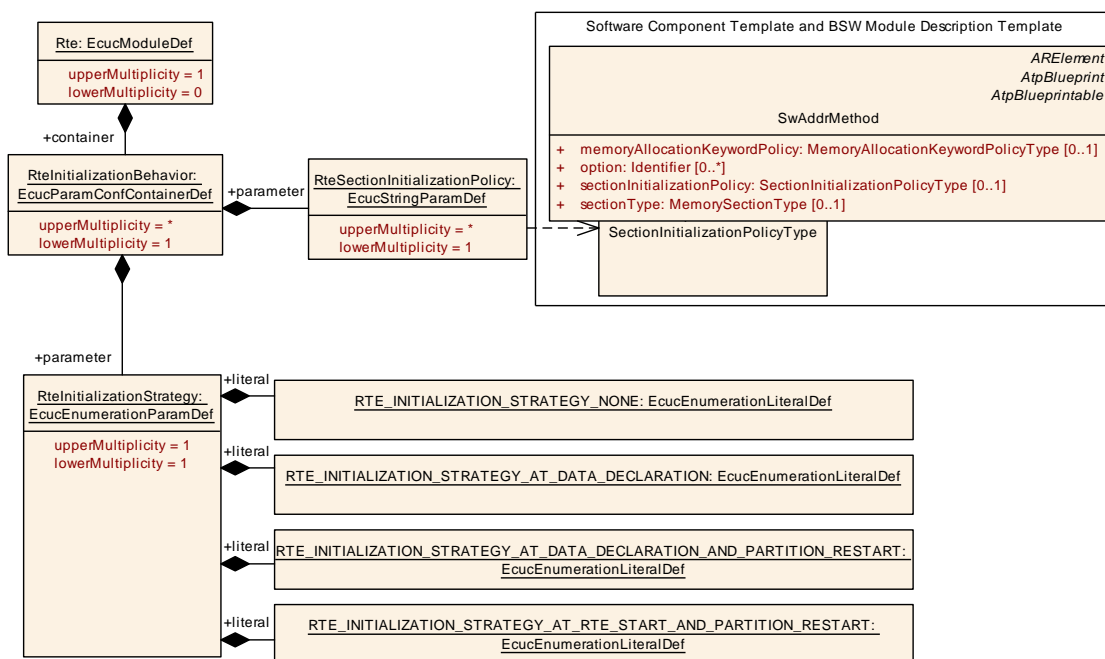 Software Component Template and BSW Module Description Template
Rte: EcucModuleDef
upperMultiplicity = 1
lowerMultiplicity = 0
ARElement
AtpBlueprint
AtpBlueprintable
SwAddrMethod
+ memoryAllocationKeywordPolicy: MemoryAllocationKeywordPolicyType [0..1]
+ option: Identifier [0..*]
+ sectionInitializationPolicy: SectionInitializationPolicyType [0..1]
+ sectionType: MemorySectionType [0..1]
+container
RteInitializationBehavior:
EcucParamConfContainerDef
upperMultiplicity = *
lowerMultiplicity = 1
+parameter
RteSectionInitializationPolicy:
EcucStringParamDef
upperMultiplicity = *
lowerMultiplicity = 1
SectionInitializationPolicyType
+parameter
RteInitializationStrategy:
EcucEnumerationParamDef
upperMultiplicity = 1
lowerMultiplicity = 1
+literal
RTE_INITIALIZATION_STRATEGY_NONE: EcucEnumerationLiteralDef
+literal
RTE_INITIALIZATION_STRATEGY_AT_DATA_DECLARATION: EcucEnumerationLiteralDef
+literal
RTE_INITIALIZATION_STRATEGY_AT_DATA_DECLARATION_AND_PARTITION_RESTART:
EcucEnumerationLiteralDef
+literal
RTE_INITIALIZATION_STRATEGY_AT_RTE_START_AND_PARTITION_RESTART:
EcucEnumerationLiteralDef